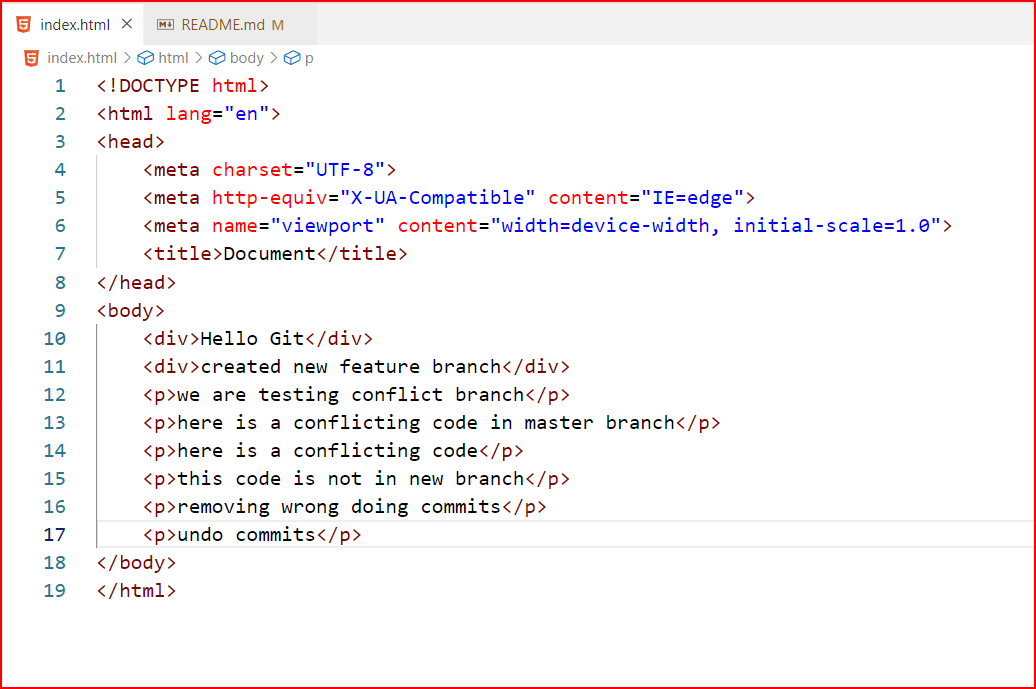 index.html × README.md M
index.html > html > body > p
1 <!DOCTYPE html>
2 <html lang="en">
3 <head>
4     <meta charset="UTF-8">
5     <meta http-equiv="X-UA-Compatible" content="IE=edge">
6     <meta name="viewport" content="width=device-width, initial-scale=1.0">
7     <title>Document</title>
8 </head>
9 <body>
10     <div>Hello Git</div>
11     <div>created new feature branch</div>
12     <p>we are testing conflict branch</p>
13     <p>here is a conflicting code in master branch</p>
14     <p>here is a conflicting code</p>
15     <p>this code is not in new branch</p>
16     <p>removing wrong doing commits</p>
17     <p>undo commits</p>
18 </body>
19 </html>